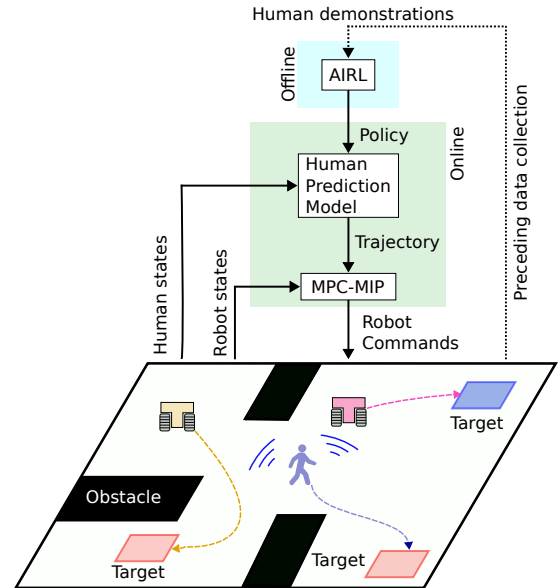 Human demonstrations
Offline
AIRL
Policy
Online
Preceding data collection
Human
Prediction
Model
Trajectory
Human states
Robot states
MPC-MIP
Robot
Commands
Target
Obstacle
Target
Target